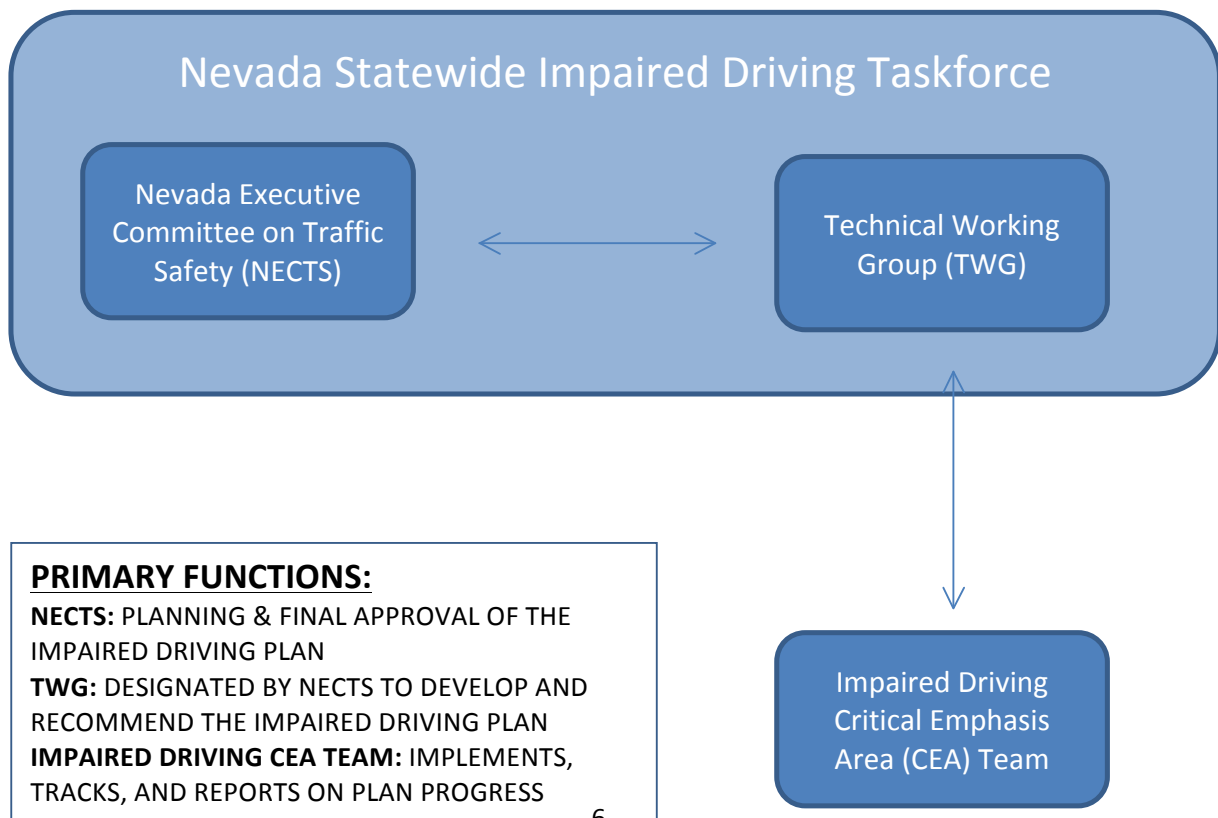 Nevada Statewide Impaired Driving Taskforce
Nevada Executive
Committee on Traffic
Safety (NECTS)
Technical Working
Group (TWG)
PRIMARY FUNCTIONS:
NECTS: PLANNING & FINAL APPROVAL OF THE
IMPAIRED DRIVING PLAN
TWG: DESIGNATED BY NECTS TO DEVELOP AND
RECOMMEND THE IMPAIRED DRIVING PLAN
IMPAIRED DRIVING CEA TEAM: IMPLEMENTS,
TRACKS, AND REPORTS ON PLAN PROGRESS
Impaired Driving
Critical Emphasis
Area (CEA) Team
6